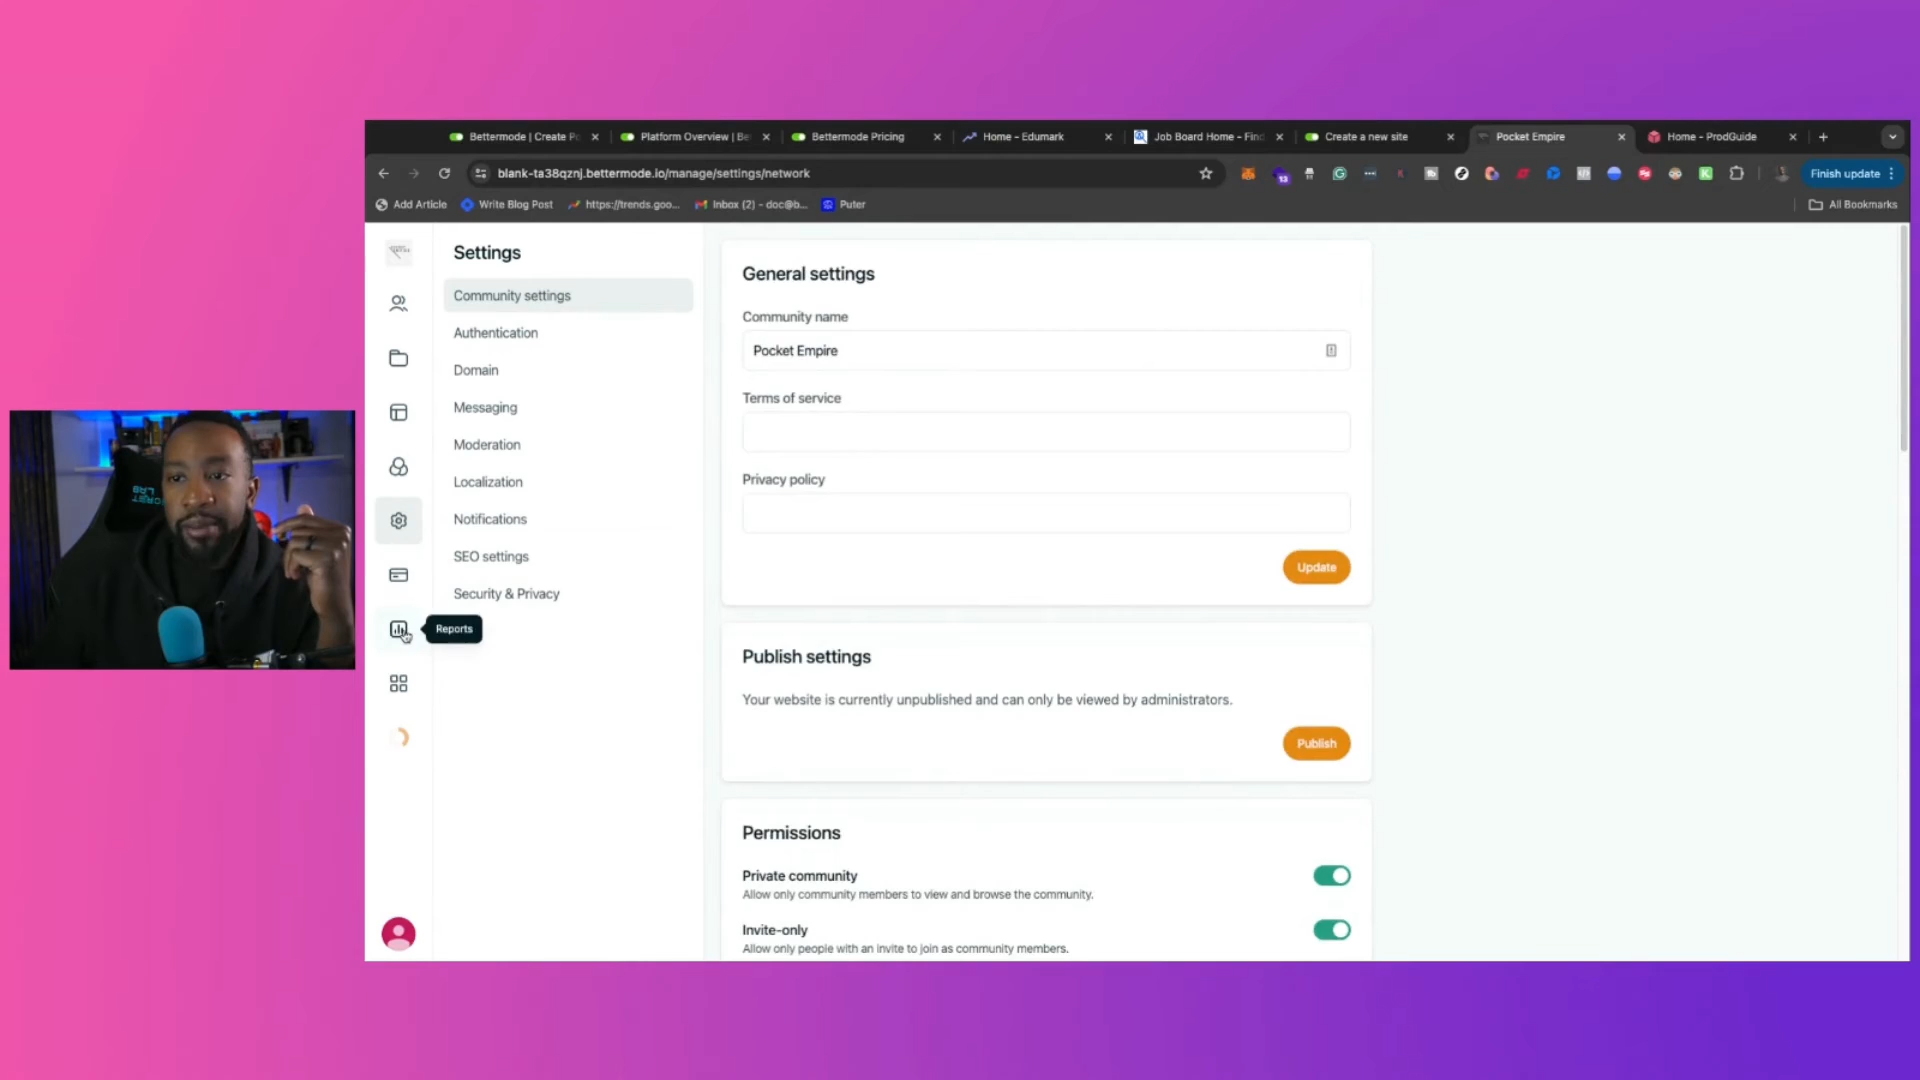 Bettermode | Create Po
Platform Overview | Be
Bettermode Pricing
Home - Edumark
Job Board Home - Find
Create a new site
Pocket Empire
Home - ProdGuide
blank-ta38qznj.bettermode.io/manage/settings/network
13
Finish update
Add Article
Write Blog Post
https://trends.goo...
Inbox (2) - doc@b...
Puter
All Bookmarks
Settings
Community settings
Authentication
Domain
Messaging
Moderation
Localization
Notifications
SEO settings
Security & Privacy
Reports
General settings
Community name
Pocket Empire
Terms of service
Privacy policy
Update
Publish settings
Your website is currently unpublished and can only be viewed by administrators.
Publish
Permissions
Private community
Allow only community members to view and browse the community.
Invite-only
Allow only people with an invite to join as community members.